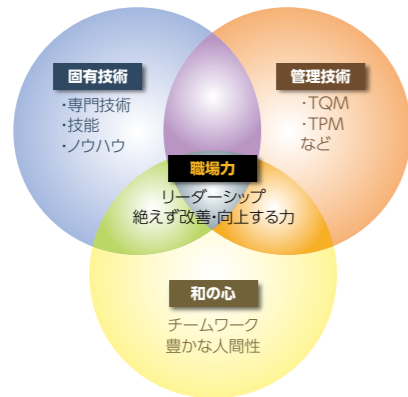 固有技術
・専門技術
・技能
・ノウハウ
管理技術
・TQM
・TPM
など
職場力
リーダーシップ
絶えず改善・向上する力
和の心
チームワーク
豊かな人間性